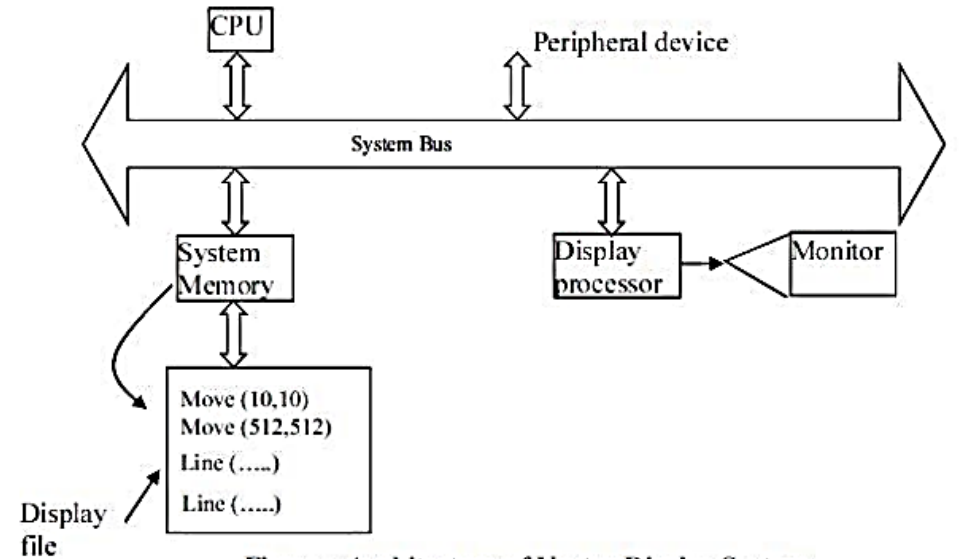 CPU
Peripheral device
System Bus
System
Memory
Display
processor
Monitor
Move (10,10)
Move (512,512)
Line (.....)
Line (.....)
Display
file